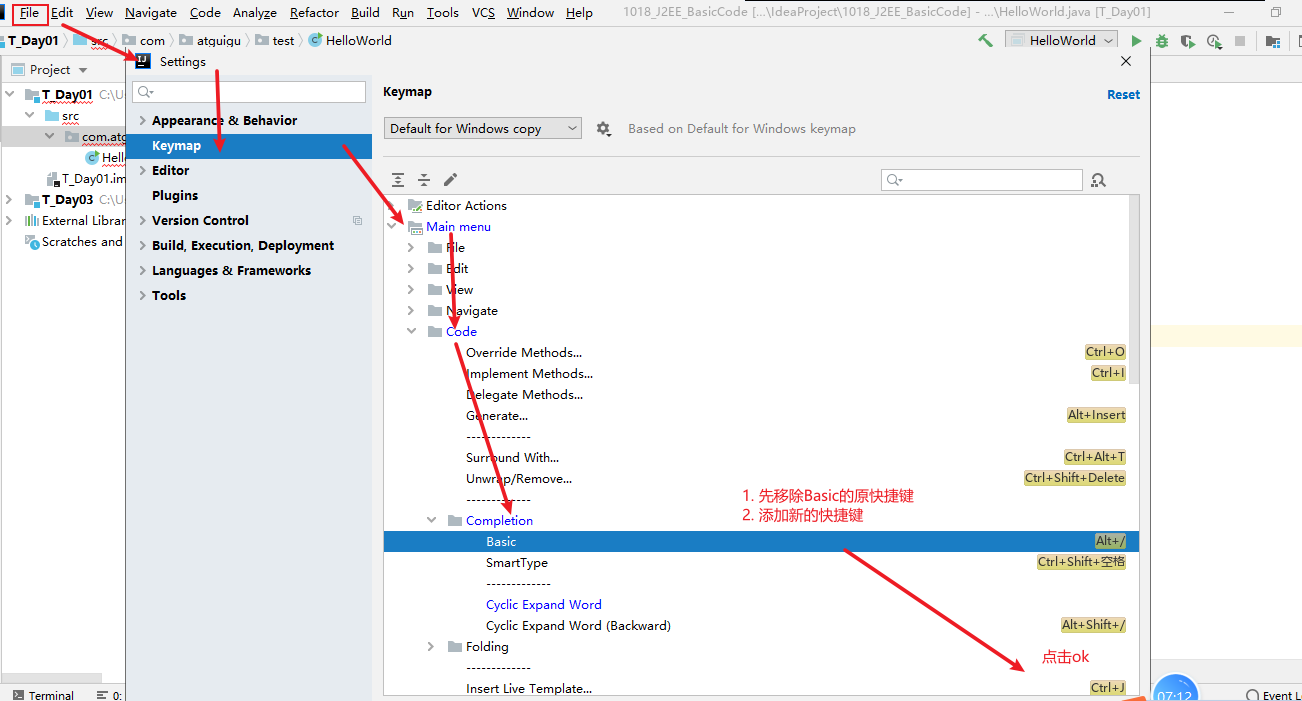 File Edit View Navigate Code Analyze Refactor Build Run Tools VCS Window Help 1018_J2EE_BasicCode [...\IdeaProject\1018_J2EE_BasicCode] - ...\HelloWorld.java [T_Day01]
T_Day01 src com atguigu test HelloWorld HelloWorld
Settings
Project
Keymap
Reset
T_Day01 C:\U
Default for Windows copy Based on Default for Windows keymap
src
Appearance & Behavior
com.atg
Keymap
Hell
Editor
T_Day01.im
Plugins
T_Day03 C:\U
Version Control
External Librar
Build, Execution, Deployment
Scratches and
Languages & Frameworks
Tools
Editor Actions
Main menu
File
Edit
View
Navigate
Code
Override Methods... Ctrl+O
Implement Methods... Ctrl+I
Delegate Methods...
Generate... Alt+Insert
-------------
Surround With... Ctrl+Alt+T
Unwrap/Remove... Ctrl+Shift+Delete
-------------
1. 先移除Basic的原快捷键
2. 添加新的快捷键
Completion
Basic Alt+/
SmartType Ctrl+Shift+空格
-------------
Cyclic Expand Word
Cyclic Expand Word (Backward) Alt+Shift+/
Folding
点击ok
-------------
Insert Live Template... Ctrl+J
Terminal 0: 07:12 Event L